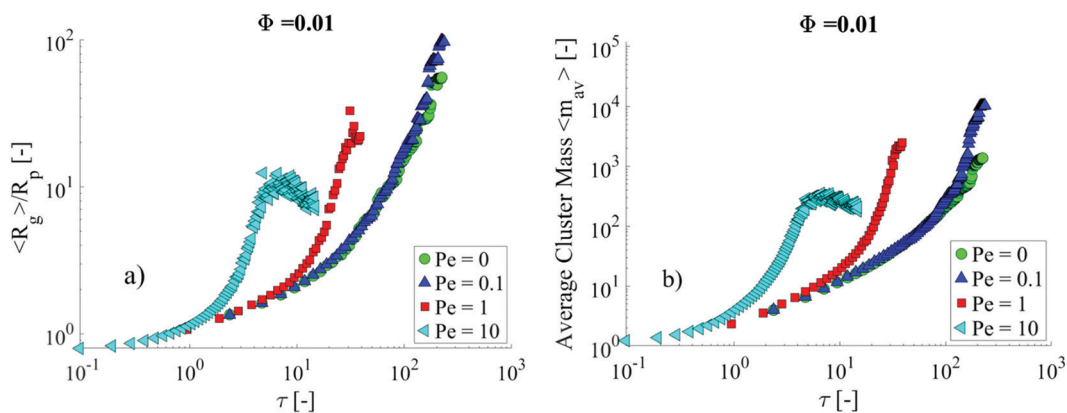 Φ =0.01
<R_g>/R_p [-]
10^2
10^1
10^0
a)
Pe = 0
Pe = 0.1
Pe = 1
Pe = 10
10^-1 10^0 10^1 10^2 10^3
τ [-]
Φ =0.01
Average Cluster Mass <m_av> [-]
10^5
10^4
10^3
10^2
10^1
10^0
b)
Pe = 0
Pe = 0.1
Pe = 1
Pe = 10
10^-1 10^0 10^1 10^2 10^3
τ [-]